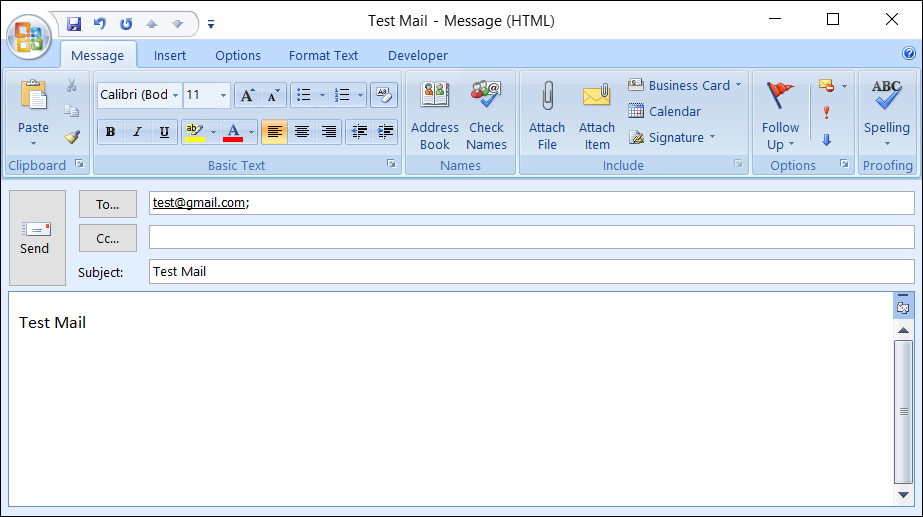 Test Mail - Message (HTML)
Message Insert Options Format Text Developer
Paste
Clipboard
Calibri (Bod 11
B I U ab A
Basic Text
Address Book
Check Names
Names
Attach File
Attach Item
Business Card
Calendar
Signature
Include
Follow Up
Options
ABC
Spelling
Proofing
Send
To... test@gmail.com;
Cc...
Subject: Test Mail
Test Mail